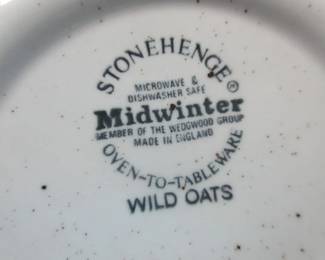 STONEHENGE ®
MICROWAVE &
DISHWASHER SAFE
Midwinter
MEMBER OF THE WEDGWOOD GROUP
MADE IN ENGLAND
OVEN-TO-TABLEWARE
WILD OATS